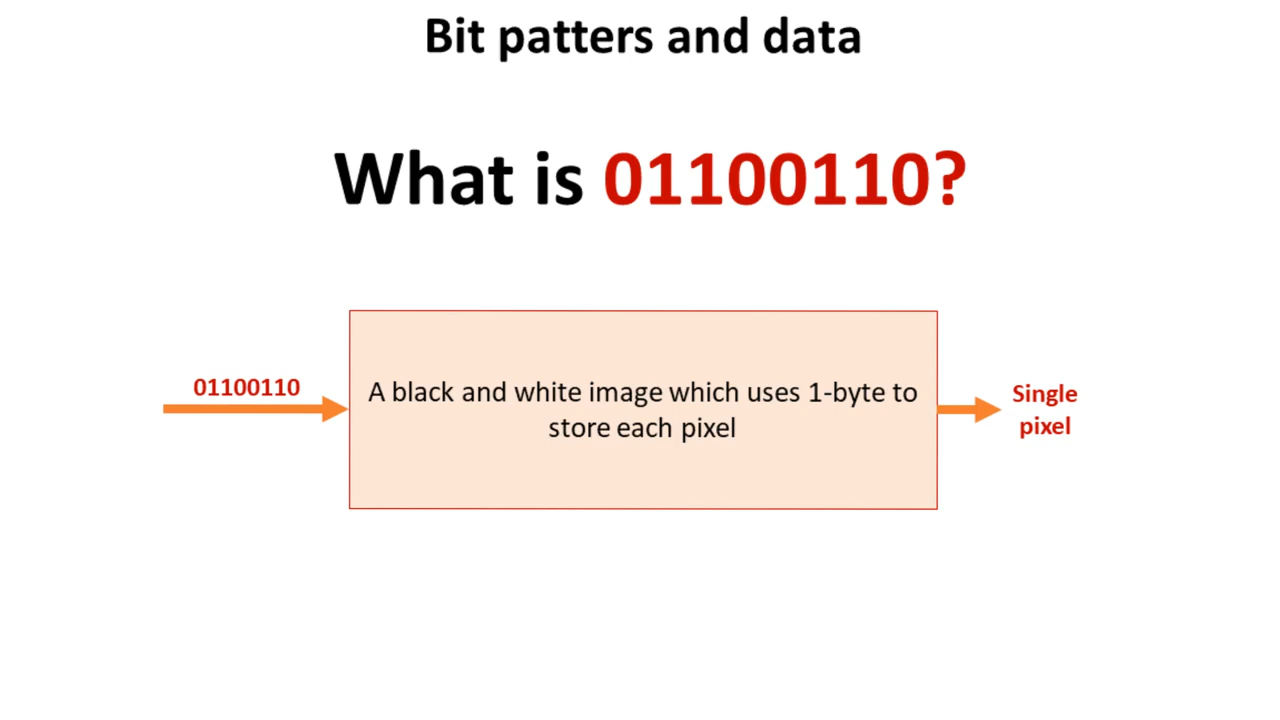 Bit patters and data
What is 01100110?
01100110
A black and white image which uses 1-byte to
store each pixel
Single
pixel